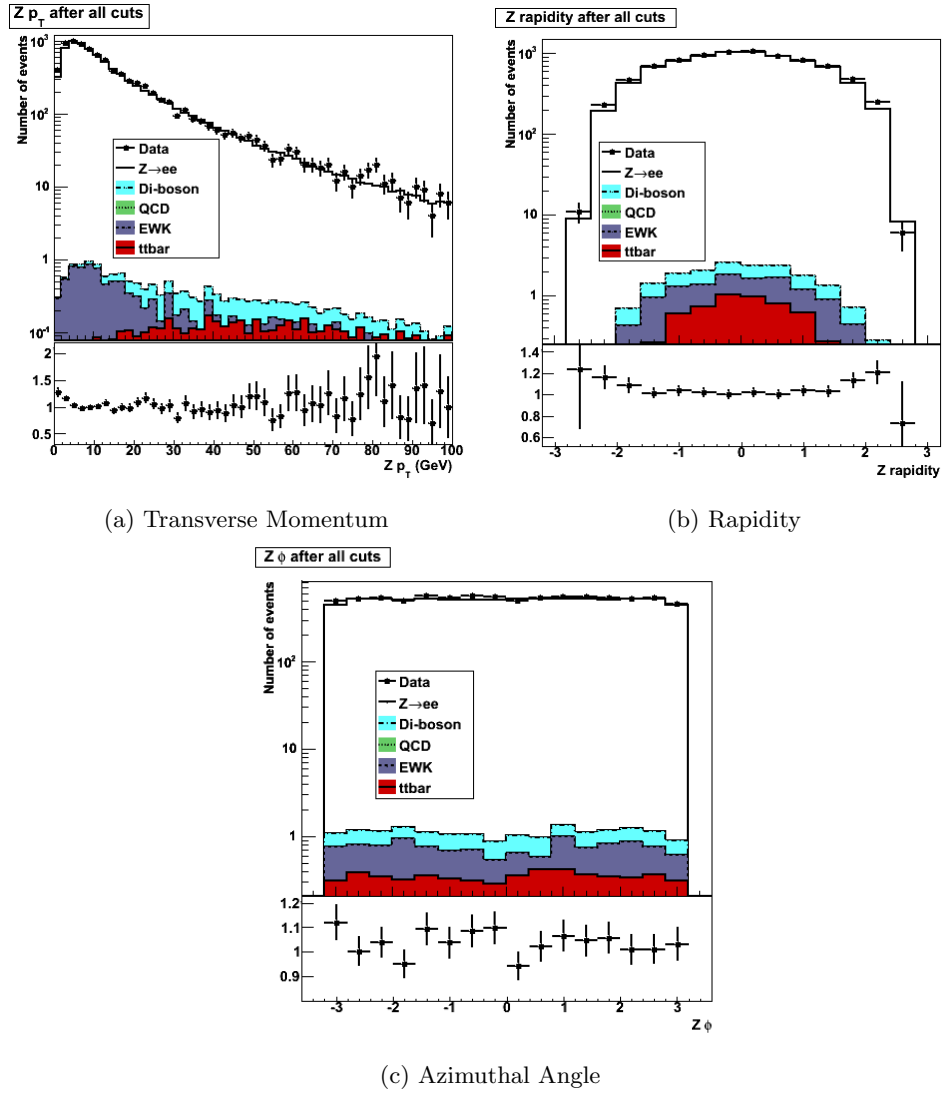 Z pT after all cuts
Number of events
10³
10²
10
1
10⁻¹
Data
Z→ee
Di-boson
QCD
EWK
ttbar
2
1.5
1
0.5
0 10 20 30 40 50 60 70 80 90 100
Z pT (GeV)
(a) Transverse Momentum
Z rapidity after all cuts
Number of events
10³
10²
10
1
Data
Z→ee
Di-boson
QCD
EWK
ttbar
1.4
1.2
1
0.8
0.6
-3 -2 -1 0 1 2 3
Z rapidity
(b) Rapidity
Z ϕ after all cuts
Number of events
10²
10
1
Data
Z→ee
Di-boson
QCD
EWK
ttbar
1.2
1.1
1
0.9
-3 -2 -1 0 1 2 3
Z ϕ
(c) Azimuthal Angle